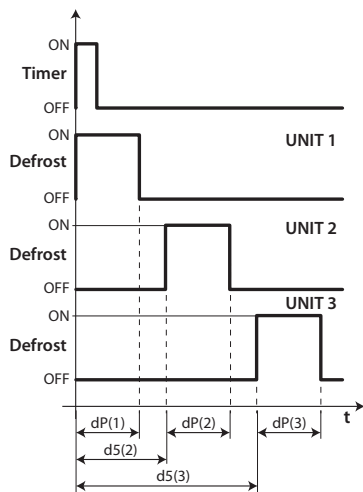 ON
Timer
OFF
ON
UNIT 1
Defrost
OFF
ON
UNIT 2
Defrost
OFF
UNIT 3
ON
Defrost
OFF
t
dP(1)
dP(2)
dP(3)
d5(2)
d5(3)